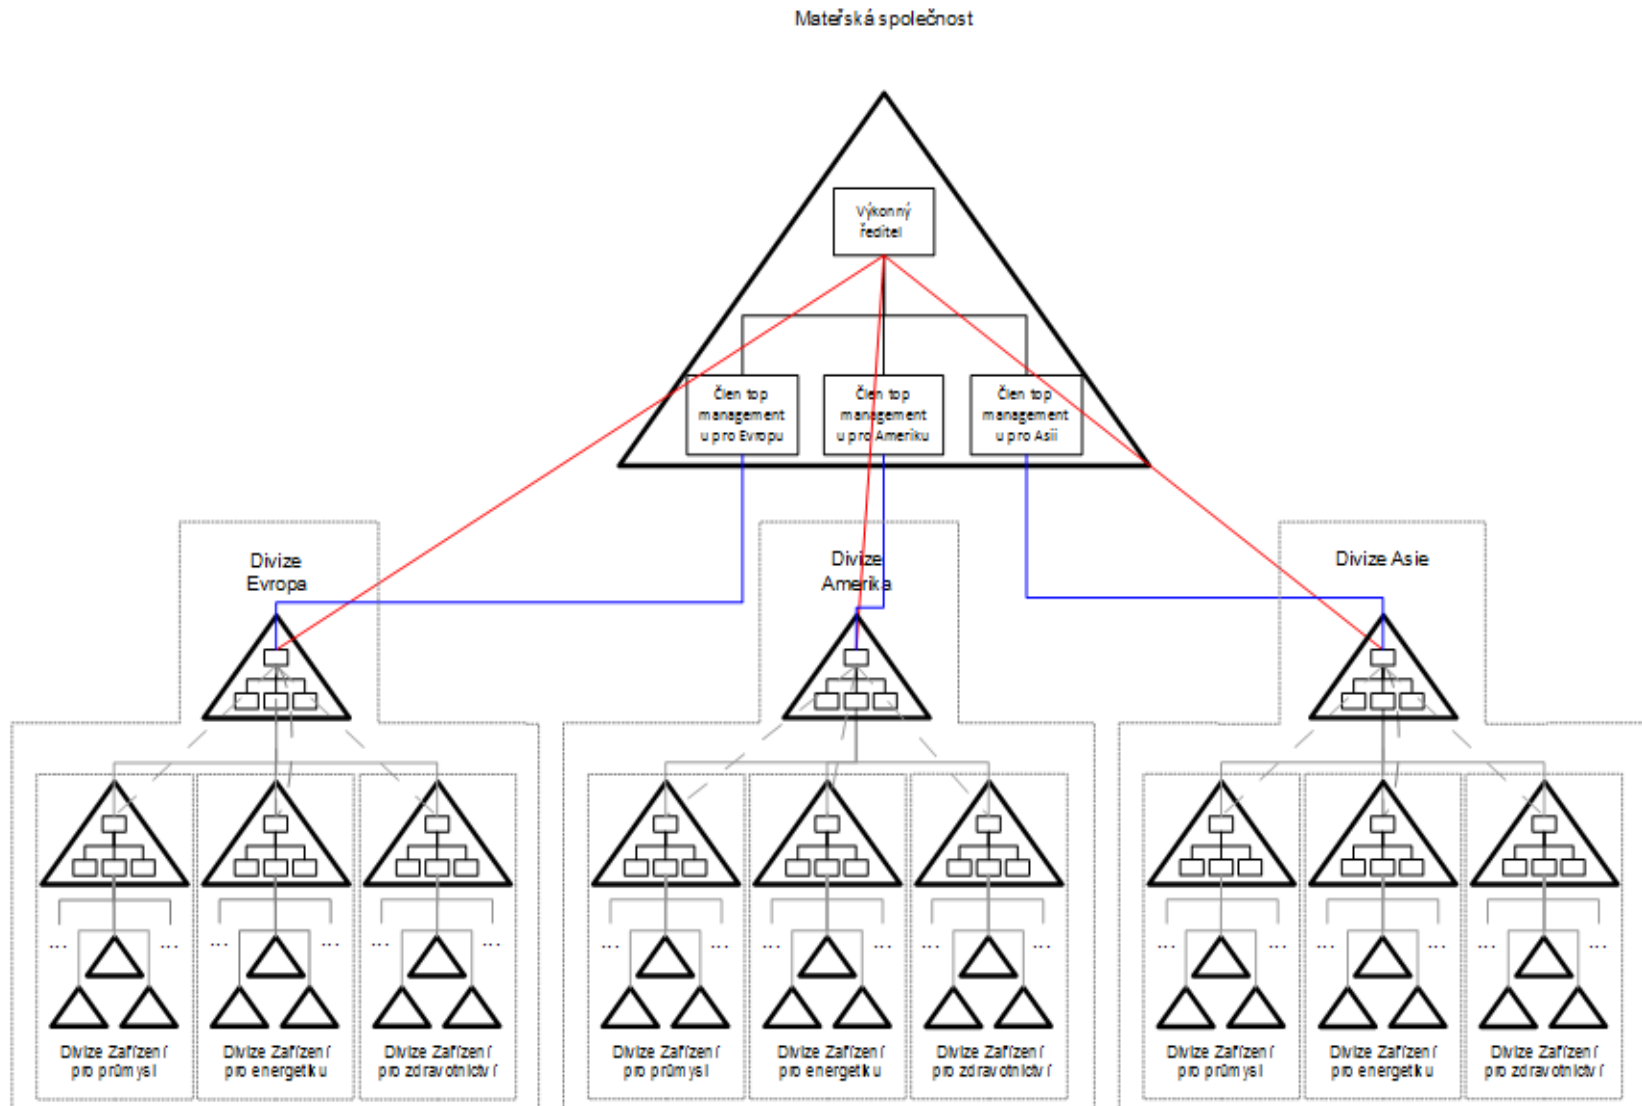 Mateřská společnost
Výkonný
ředitel
Člen top
management
u pro Evropu
Člen top
management
u pro Ameriku
Člen top
management
u pro Asii
Divize
Evropa
Divize
Amerika
Divize Asie
... ...
... ...
... ...
... ...
... ...
... ...
... ...
... ...
... ...
Divize Zařízení
pro průmysl
Divize Zařízení
pro energetiku
Divize Zařízení
pro zdravotnictví
Divize Zařízení
pro průmysl
Divize Zařízení
pro energetiku
Divize Zařízení
pro zdravotnictví
Divize Zařízení
pro průmysl
Divize Zařízení
pro energetiku
Divize Zařízení
pro zdravotnictví